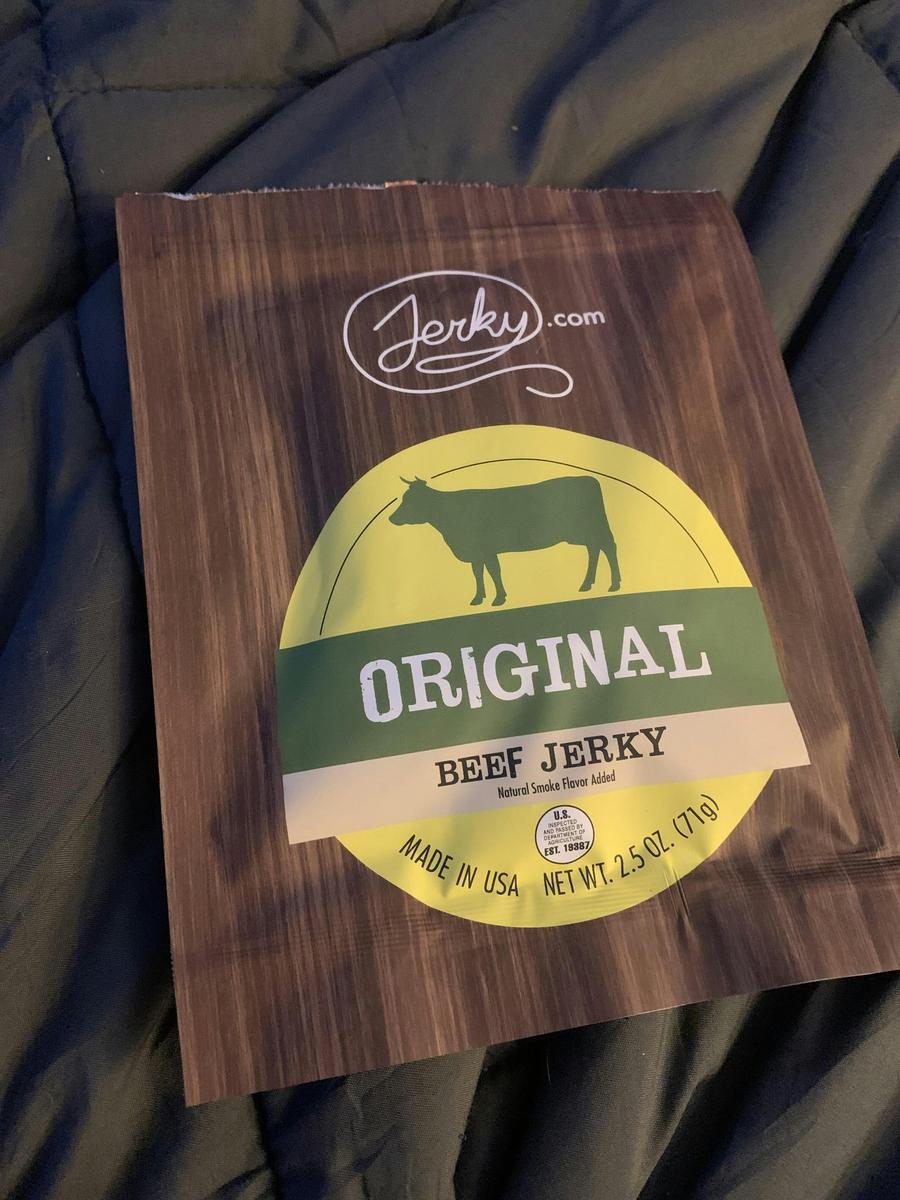 Jerky.com
ORIGINAL
BEEF JERKY
Natural Smoke Flavor Added
U.S.
INSPECTED
AND PASSED BY
DEPARTMENT OF
AGRICULTURE
EST. 19387
MADE IN USA NET WT. 2.5 OZ. (71g)